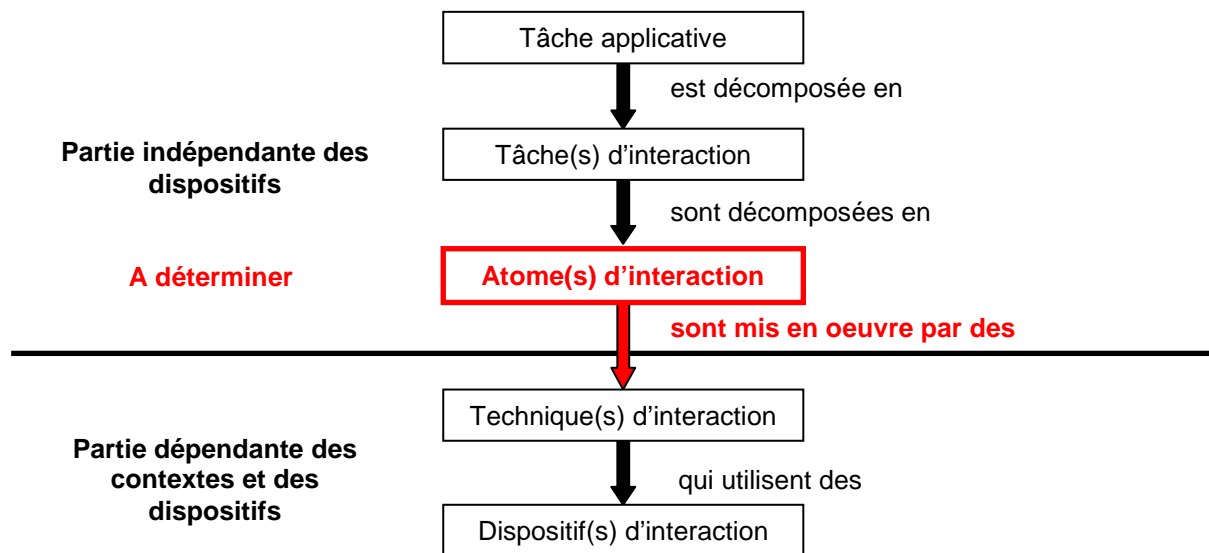 Tâche applicative
est décomposée en
Partie indépendante des
dispositifs
Tâche(s) d'interaction
sont décomposées en
A déterminer
Atome(s) d'interaction
sont mis en oeuvre par des
Technique(s) d'interaction
Partie dépendante des
contextes et des
dispositifs
qui utilisent des
Dispositif(s) d'interaction